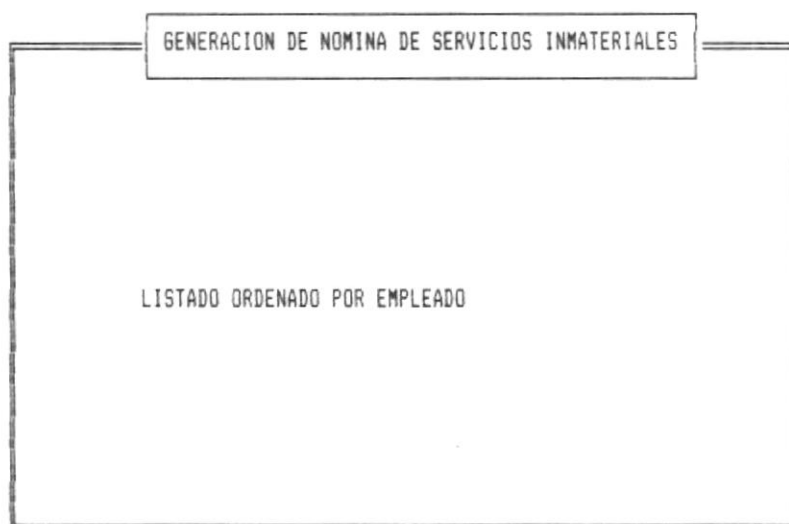 GENERACION DE NOMINA DE SERVICIOS INMATERIALES
LISTADO ORDENADO POR EMPLEADO